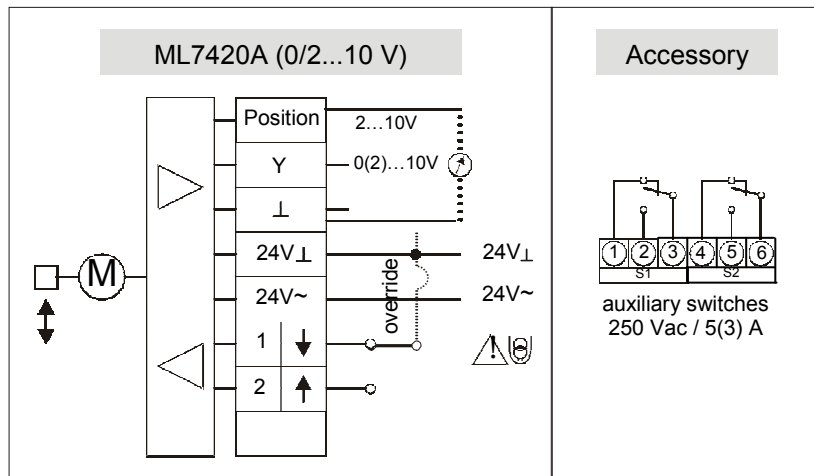 ML7420A (0/2...10 V)
Accessory
Position
2…10V
Y
0(2)…10V
⊥
24V⊥
24V⊥
24V~
24V~
override
1
2
M
1 2 3 4 5 6
S1 S2
auxiliary switches
250 Vac / 5(3) A